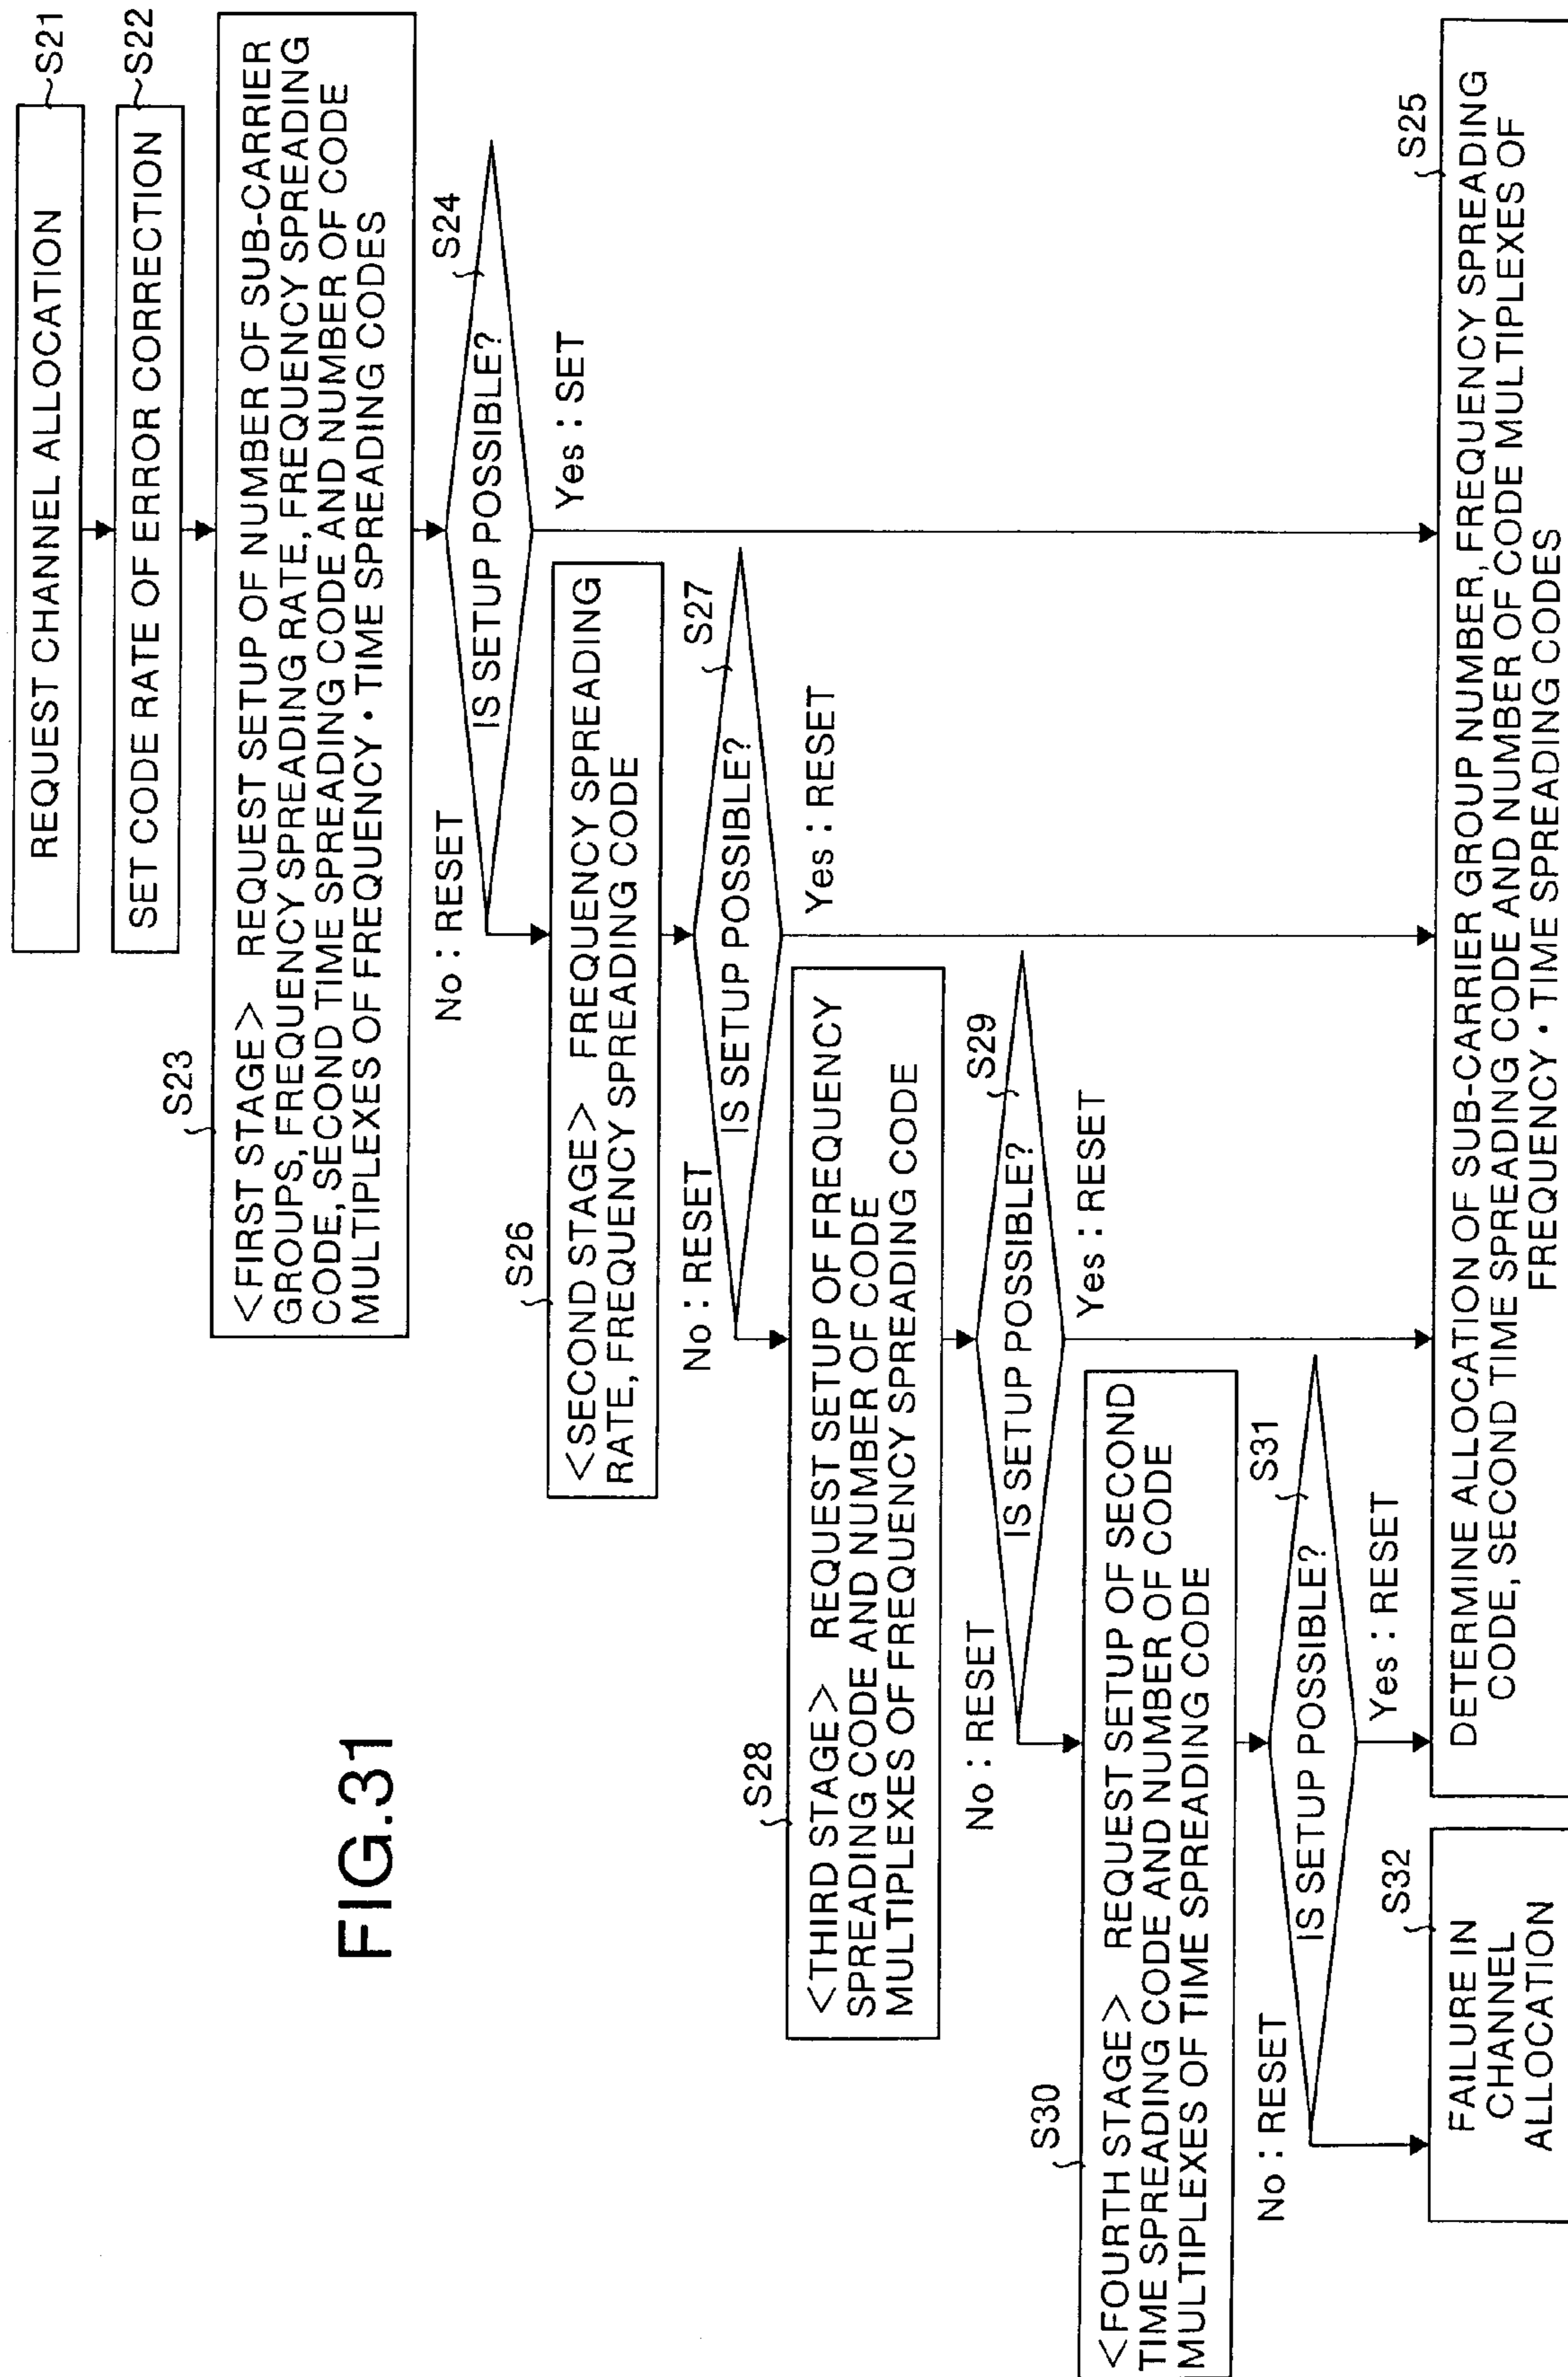 FIG.31
REQUEST CHANNEL ALLOCATION
S21
SET CODE RATE OF ERROR CORRECTION
S22
S23
<FIRST STAGE> REQUEST SETUP OF NUMBER OF SUB-CARRIER
GROUPS, FREQUENCY SPREADING RATE, FREQUENCY SPREADING
CODE, SECOND TIME SPREADING CODE AND NUMBER OF CODE
MULTIPLEXES OF FREQUENCY・TIME SPREADING CODES
S24
IS SETUP POSSIBLE?
No : RESET
Yes : SET
S26
<SECOND STAGE> FREQUENCY SPREADING
RATE, FREQUENCY SPREADING CODE
S27
IS SETUP POSSIBLE?
No : RESET
Yes : RESET
S28
<THIRD STAGE> REQUEST SETUP OF FREQUENCY
SPREADING CODE AND NUMBER OF CODE
MULTIPLEXES OF FREQUENCY SPREADING CODE
S29
IS SETUP POSSIBLE?
No : RESET
Yes : RESET
S30
<FOURTH STAGE> REQUEST SETUP OF SECOND
TIME SPREADING CODE AND NUMBER OF CODE
MULTIPLEXES OF TIME SPREADING CODE
S31
IS SETUP POSSIBLE?
No : RESET
Yes : RESET
S32
FAILURE IN
CHANNEL
ALLOCATION
S25
DETERMINE ALLOCATION OF SUB-CARRIER GROUP NUMBER, FREQUENCY SPREADING
CODE, SECOND TIME SPREADING CODE AND NUMBER OF CODE MULTIPLEXES OF
FREQUENCY・TIME SPREADING CODES